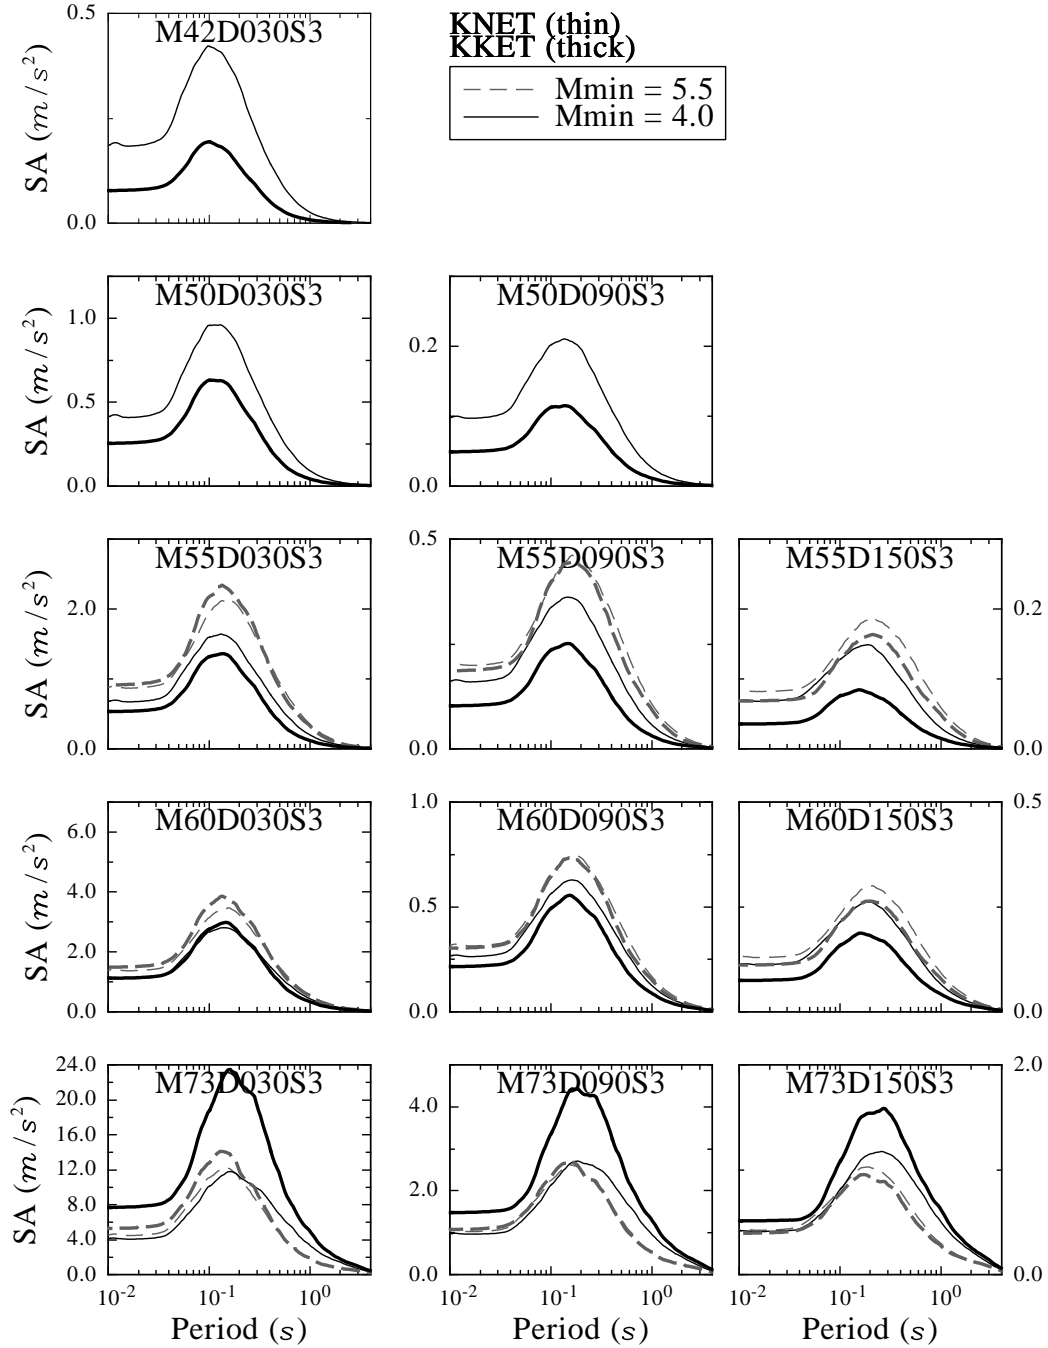 0.5
M42D030S3
KNET (thin)
KKET (thick)
Mmin = 5.5
Mmin = 4.0
SA (m/s²)
0.0
M50D030S3
M50D090S3
1.0
0.5
0.0
SA (m/s²)
0.2
0.0
M55D030S3
M55D090S3
M55D150S3
2.0
0.0
SA (m/s²)
0.5
0.0
0.2
0.0
M60D030S3
M60D090S3
M60D150S3
6.0
4.0
2.0
0.0
SA (m/s²)
1.0
0.5
0.0
0.5
0.0
M73D030S3
M73D090S3
M73D150S3
24.0
20.0
16.0
12.0
8.0
4.0
0.0
SA (m/s²)
4.0
2.0
0.0
2.0
0.0
10⁻² 10⁻¹ 10⁰
10⁻² 10⁻¹ 10⁰
10⁻² 10⁻¹ 10⁰
Period (s)
Period (s)
Period (s)